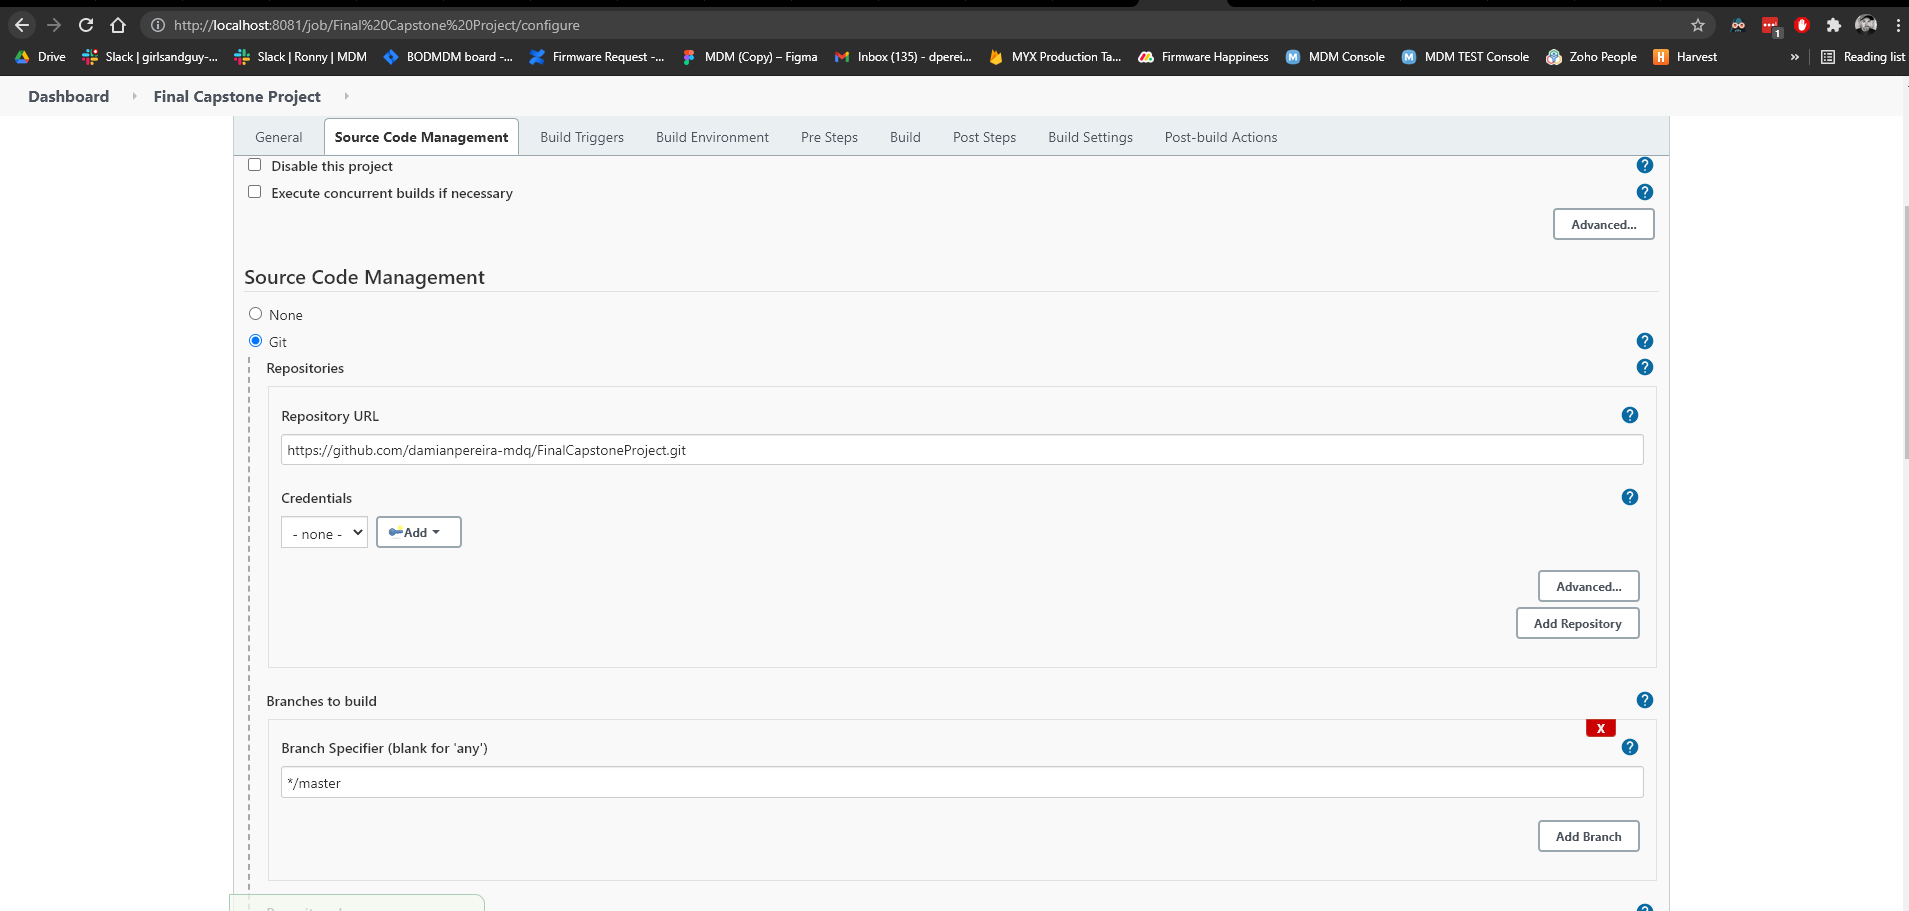 http://localhost:8081/job/Final%20Capstone%20Project/configure
1
Drive Slack | girlsandguy-... Slack | Ronny | MDM BODMDM board -... Firmware Request -... MDM (Copy) – Figma Inbox (135) - dperei... MYX Production Ta... Firmware Happiness MDM Console MDM TEST Console Zoho People Harvest » Reading list
Dashboard Final Capstone Project
General Source Code Management Build Triggers Build Environment Pre Steps Build Post Steps Build Settings Post-build Actions
Disable this project ?
Execute concurrent builds if necessary ?
Advanced...
Source Code Management
None
Git ?
Repositories ?
Repository URL ?
https://github.com/damianpereira-mdq/FinalCapstoneProject.git
Credentials ?
- none - Add
Advanced...
Add Repository
Branches to build ?
X
Branch Specifier (blank for 'any') ?
*/master
Add Branch